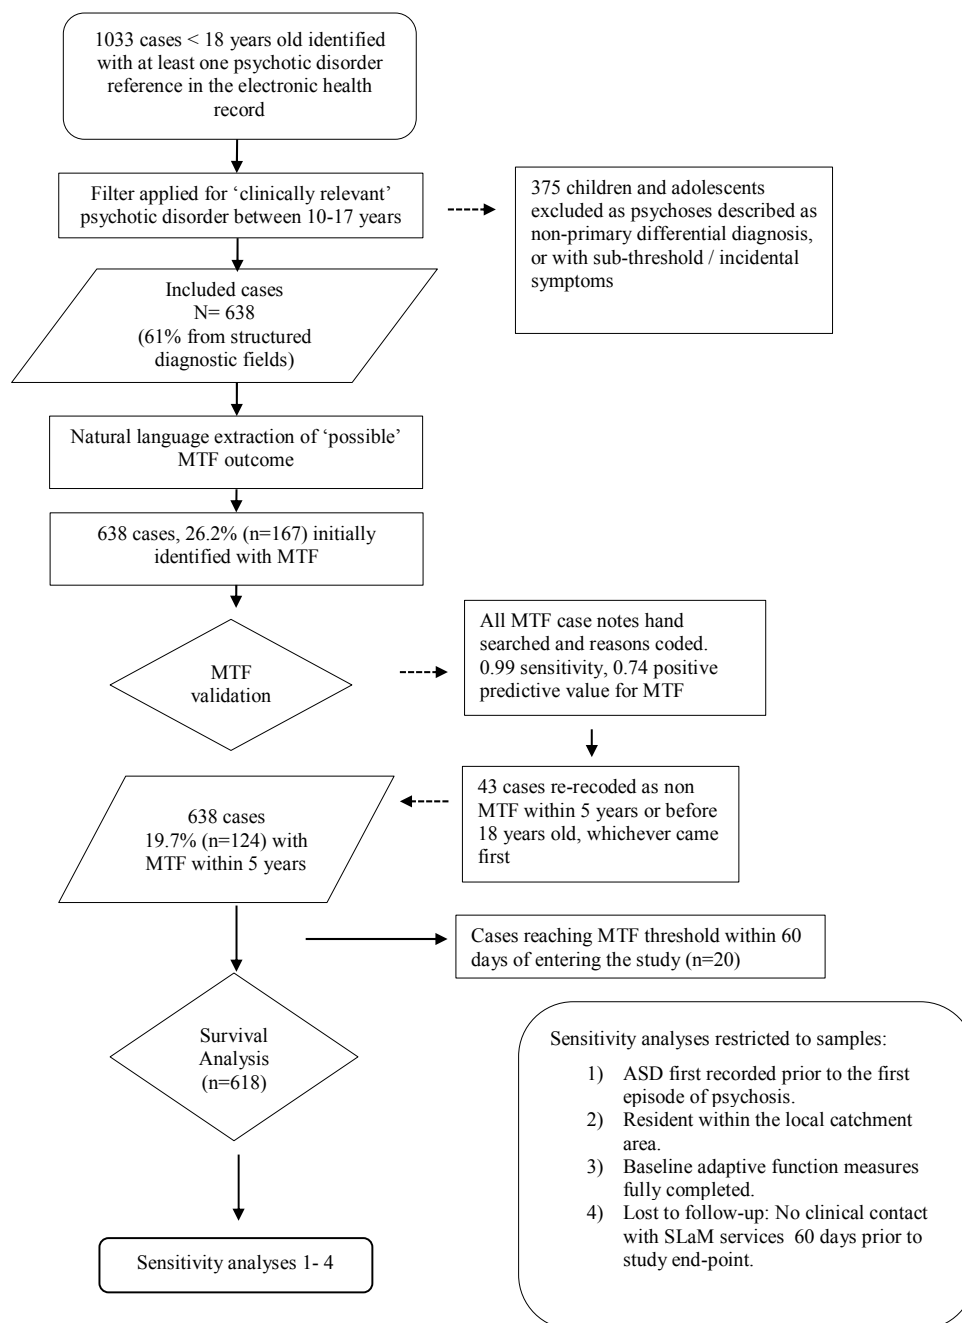 1033 cases < 18 years old identified
with at least one psychotic disorder
reference in the electronic health
record
Filter applied for ‘clinically relevant’
psychotic disorder between 10-17 years
375 children and adolescents
excluded as psychoses described as
non-primary differential diagnosis,
or with sub-threshold / incidental
symptoms
Included cases
N= 638
(61% from structured
diagnostic fields)
Natural language extraction of ‘possible’
MTF outcome
638 cases, 26.2% (n=167) initially
identified with MTF
MTF
validation
All MTF case notes hand
searched and reasons coded.
0.99 sensitivity, 0.74 positive
predictive value for MTF
43 cases re-recoded as non
MTF within 5 years or before
18 years old, whichever came
first
638 cases
19.7% (n=124) with
MTF within 5 years
Cases reaching MTF threshold within 60
days of entering the study (n=20)
Survival
Analysis
(n=618)
Sensitivity analyses restricted to samples:
1) ASD first recorded prior to the first
episode of psychosis.
2) Resident within the local catchment
area.
3) Baseline adaptive function measures
fully completed.
4) Lost to follow-up: No clinical contact
with SLaM services 60 days prior to
study end-point.
Sensitivity analyses 1- 4